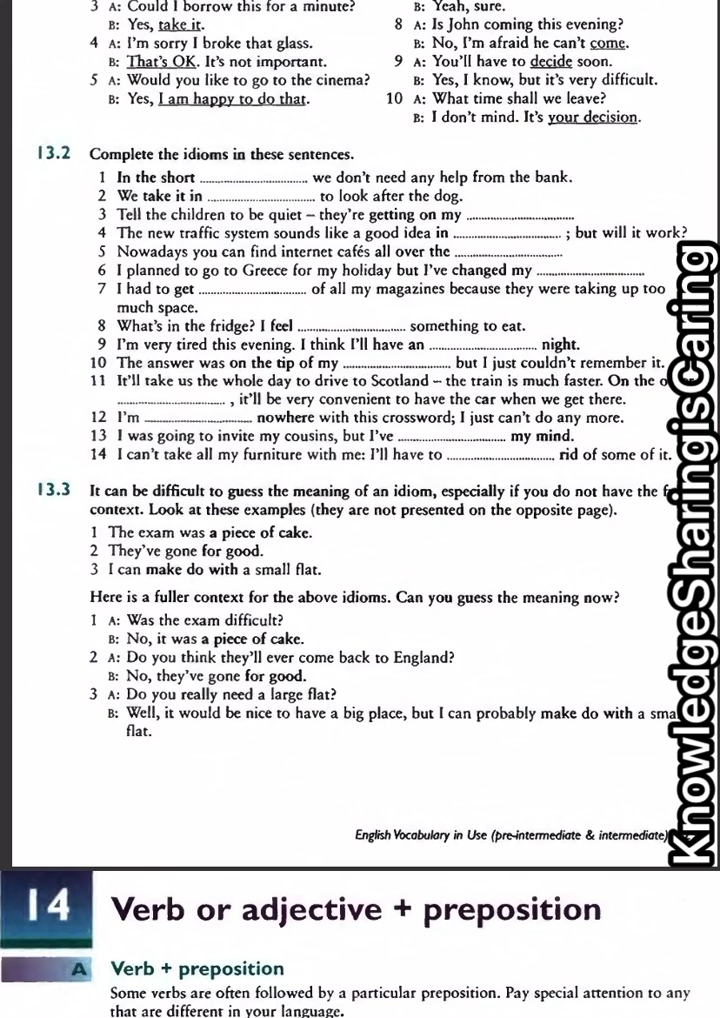 3 A: Could I borrow this for a minute?
B: Yes, take it.
4 A: I'm sorry I broke that glass.
B: That's OK. It's not important.
5 A: Would you like to go to the cinema?
B: Yes, I am happy to do that.
B: Yeah, sure.
8 A: Is John coming this evening?
B: No, I'm afraid he can't come.
9 A: You'll have to decide soon.
B: Yes, I know, but it's very difficult.
10 A: What time shall we leave?
B: I don't mind. It's your decision.
13.2 Complete the idioms in these sentences.
1 In the short .............................. we don't need any help from the bank.
2 We take it in .............................. to look after the dog.
3 Tell the children to be quiet – they're getting on my ..............................
4 The new traffic system sounds like a good idea in .............................. ; but will it work?
5 Nowadays you can find internet cafés all over the ..............................
6 I planned to go to Greece for my holiday but I've changed my ..............................
7 I had to get .............................. of all my magazines because they were taking up too
much space.
8 What's in the fridge? I feel .............................. something to eat.
9 I'm very tired this evening. I think I'll have an .............................. night.
10 The answer was on the tip of my .............................. but I just couldn't remember it.
11 It'll take us the whole day to drive to Scotland – the train is much faster. On the
.............................. , it'll be very convenient to have the car when we get there.
12 I'm .............................. nowhere with this crossword; I just can't do any more.
13 I was going to invite my cousins, but I've .............................. my mind.
14 I can't take all my furniture with me: I'll have to .............................. rid of some of it.
13.3 It can be difficult to guess the meaning of an idiom, especially if you do not have the
context. Look at these examples (they are not presented on the opposite page).
1 The exam was a piece of cake.
2 They've gone for good.
3 I can make do with a small flat.
Here is a fuller context for the above idioms. Can you guess the meaning now?
1 A: Was the exam difficult?
B: No, it was a piece of cake.
2 A: Do you think they'll ever come back to England?
B: No, they've gone for good.
3 A: Do you really need a large flat?
B: Well, it would be nice to have a big place, but I can probably make do with a
flat.
English Vocabulary in Use (pre-intermediate & intermediate)
KnowledgeSharingisCaring
14 Verb or adjective + preposition
A Verb + preposition
Some verbs are often followed by a particular preposition. Pay special attention to any
that are different in your language.